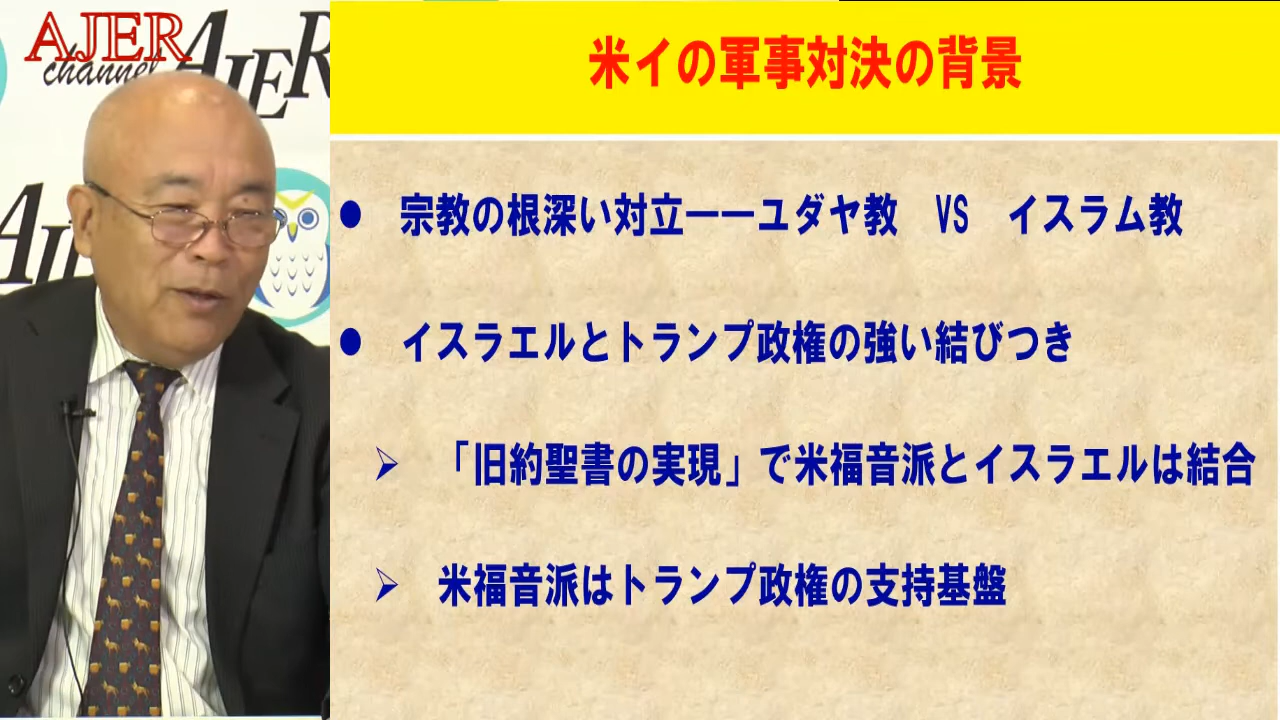 AJER
channel
AJER
AJE
米イの軍事対決の背景
● 宗教の根深い対立――ユダヤ教 VS イスラム教
● イスラエルとトランプ政権の強い結びつき
➢ 「旧約聖書の実現」で米福音派とイスラエルは結合
➢ 米福音派はトランプ政権の支持基盤